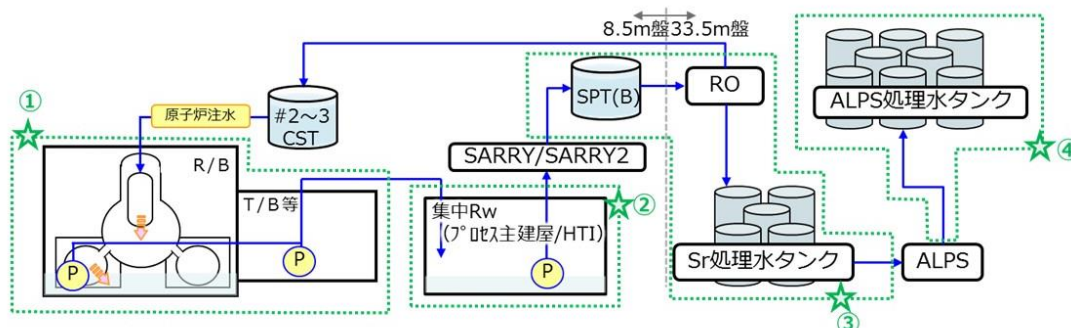 8.5m盤33.5m盤
①
原子炉注水
#2～3
CST
SPT(B)
RO
ALPS処理水タンク
④
R/B
SARRY/SARRY2
T/B等
集中Rw
(ﾌﾟﾛｾｽ主建屋/HTI)
②
P
P
P
Sr処理水タンク
ALPS
③